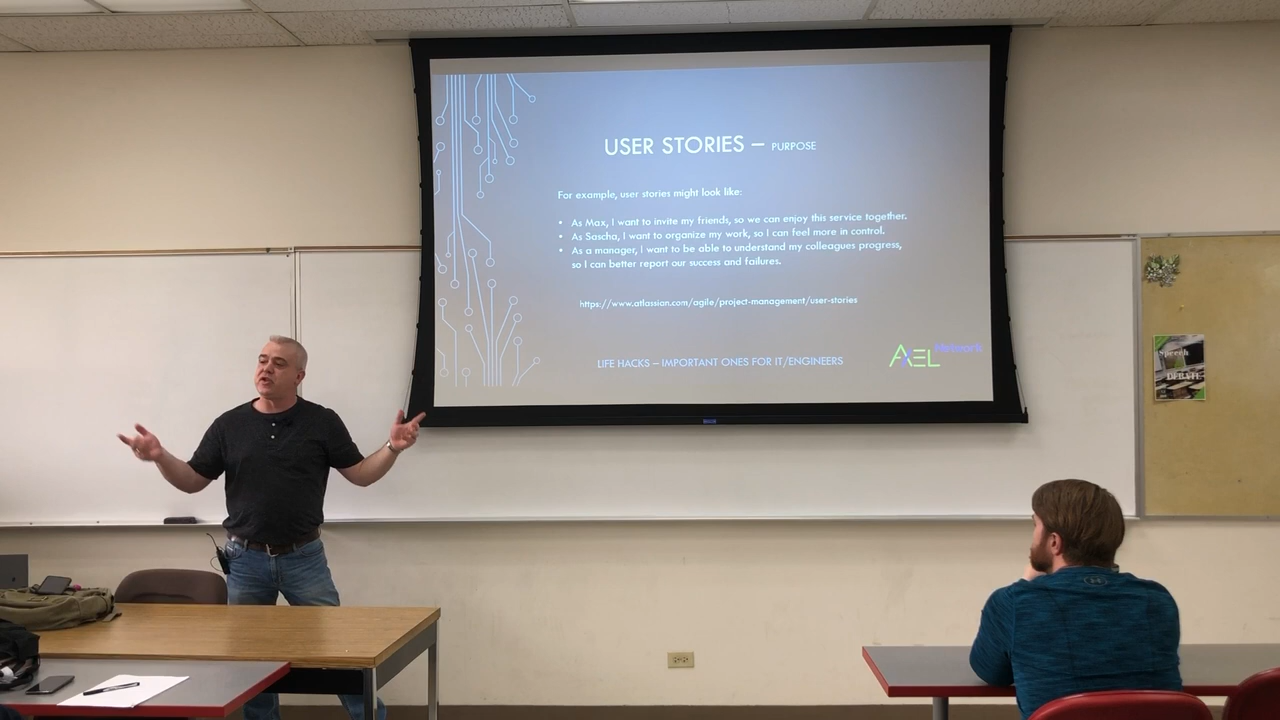 USER STORIES – PURPOSE
For example, user stories might look like:
• As Max, I want to invite my friends, so we can enjoy this service together.
• As Sascha, I want to organize my work, so I can feel more in control.
• As a manager, I want to be able to understand my colleagues progress,
so I can better report our success and failures.
https://www.atlassian.com/agile/project-management/user-stories
LIFE HACKS – IMPORTANT ONES FOR IT/ENGINEERS
AEL Network
Speech
DEBATE